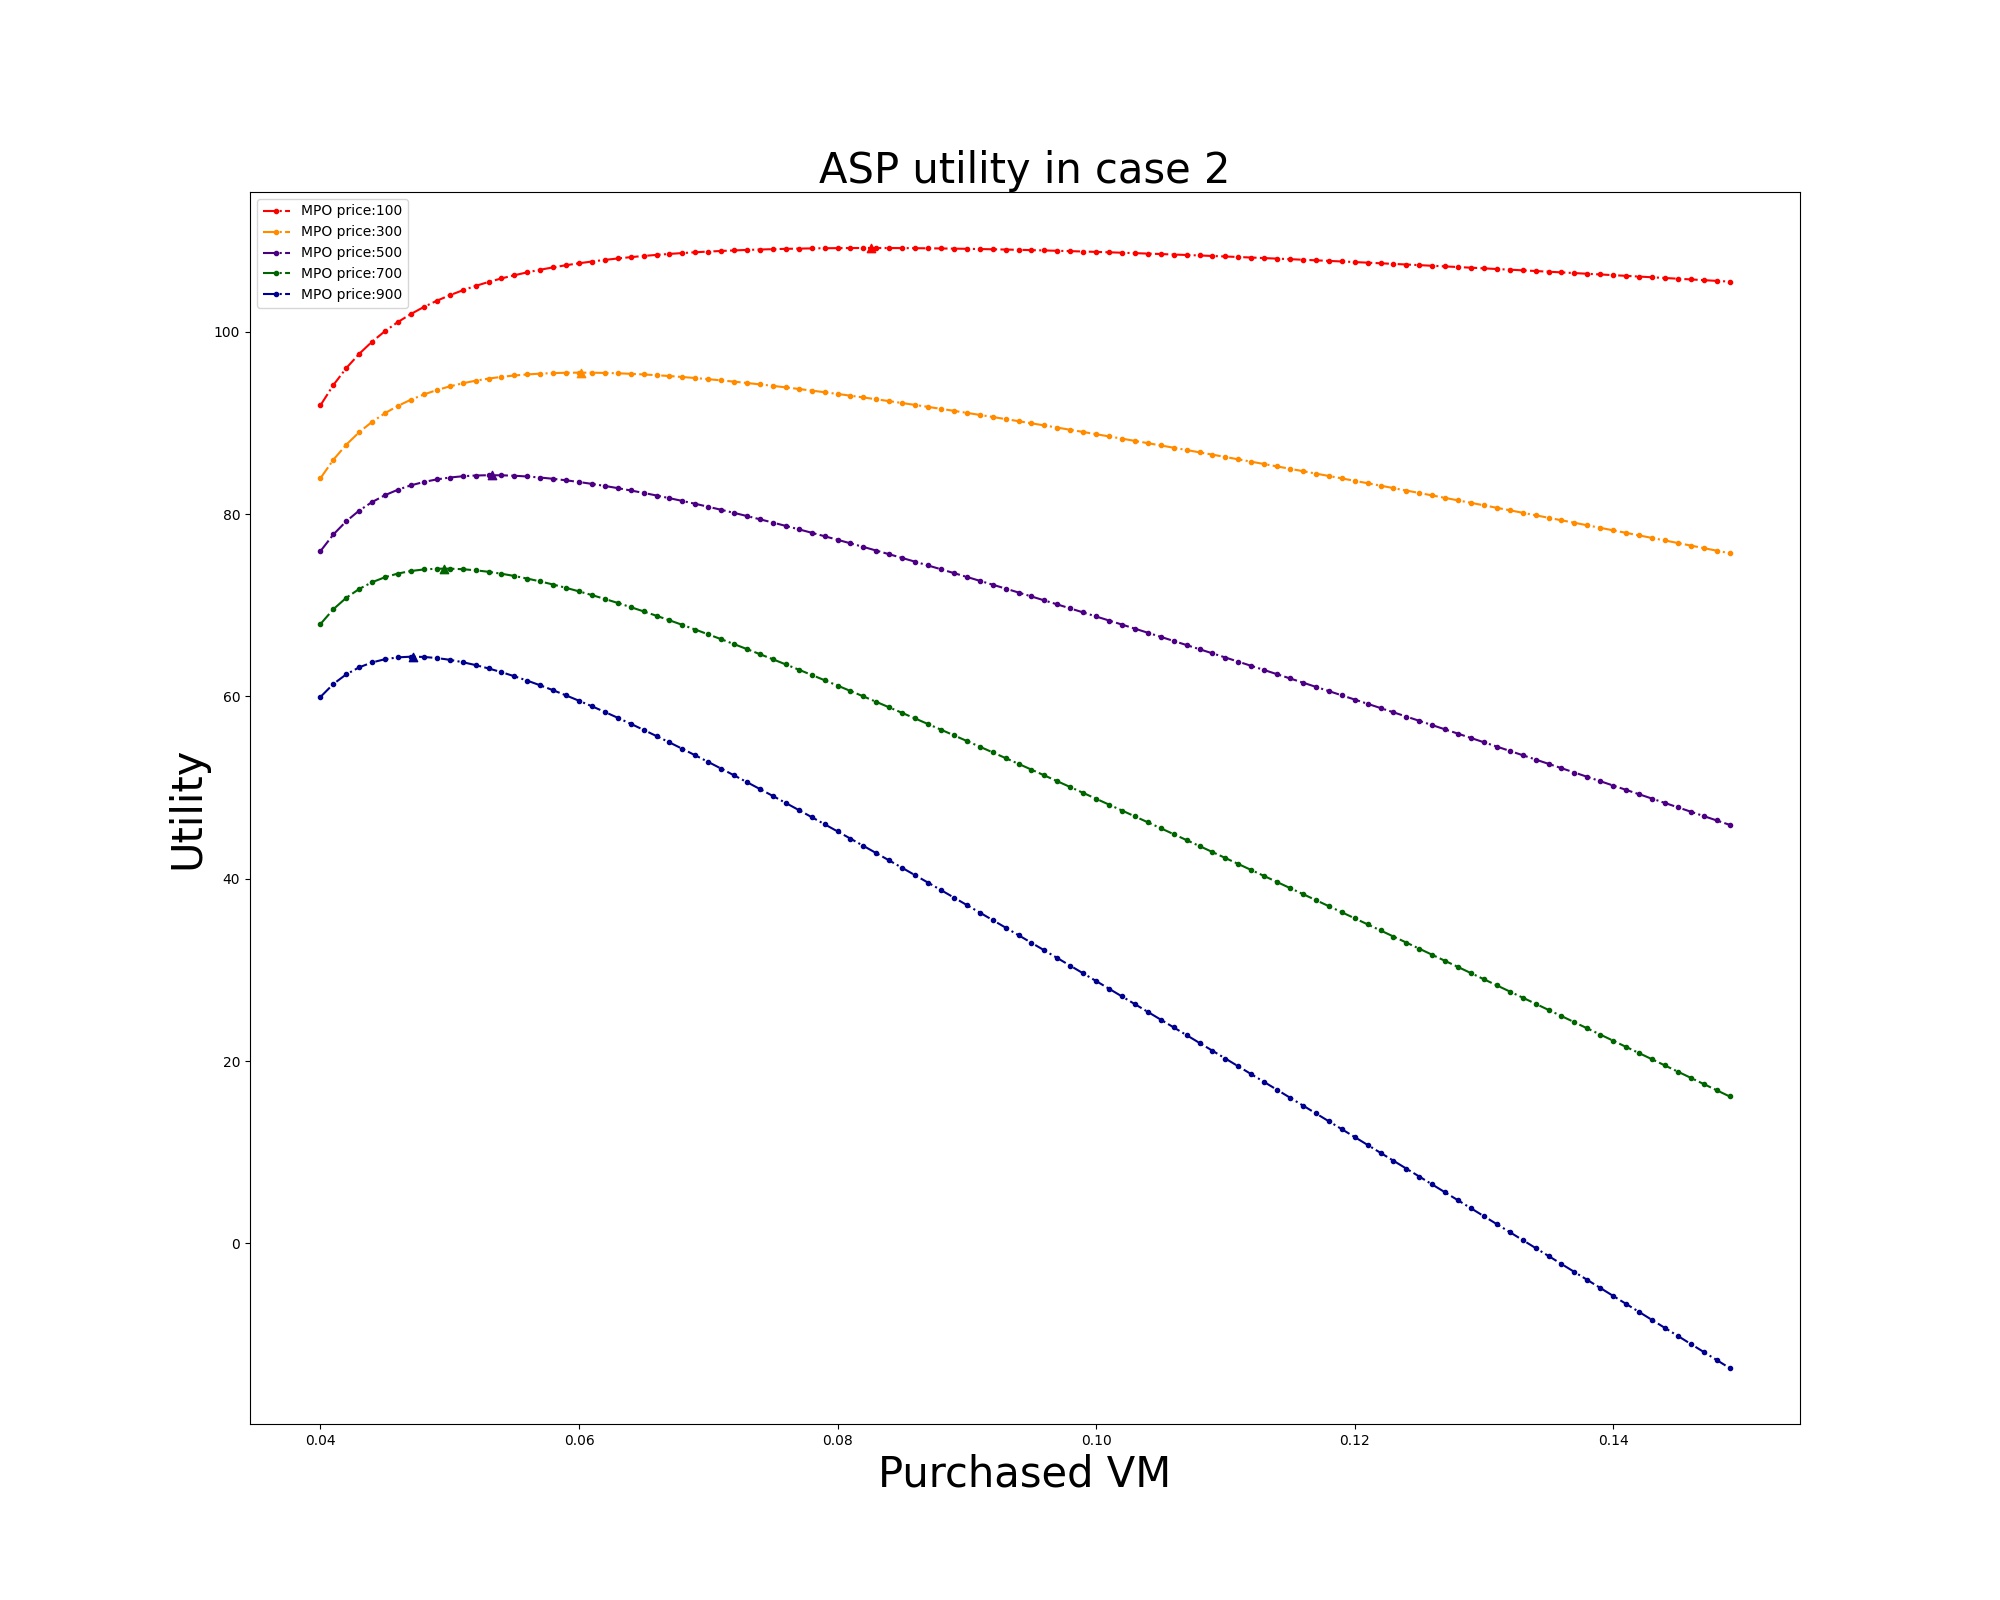 ASP utility in case 2
MPO price:100
MPO price:300
MPO price:500
MPO price:700
MPO price:900
100
80
60
40
20
0
Utility
0.04 0.06 0.08 0.10 0.12 0.14
Purchased VM